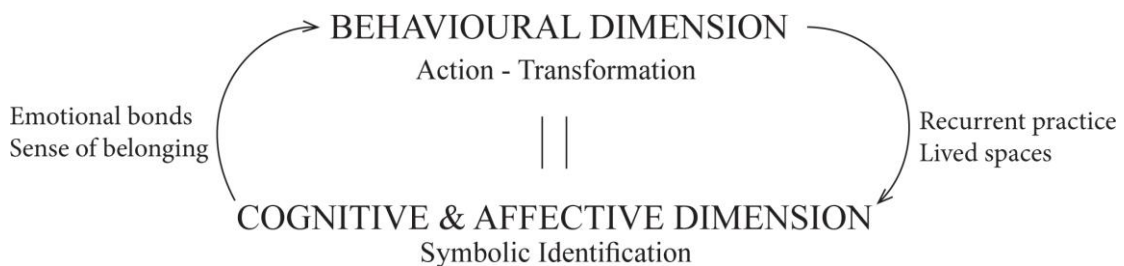 BEHAVIOURAL DIMENSION
Action - Transformation
Emotional bonds
Sense of belonging
Recurrent practice
Lived spaces
COGNITIVE & AFFECTIVE DIMENSION
Symbolic Identification